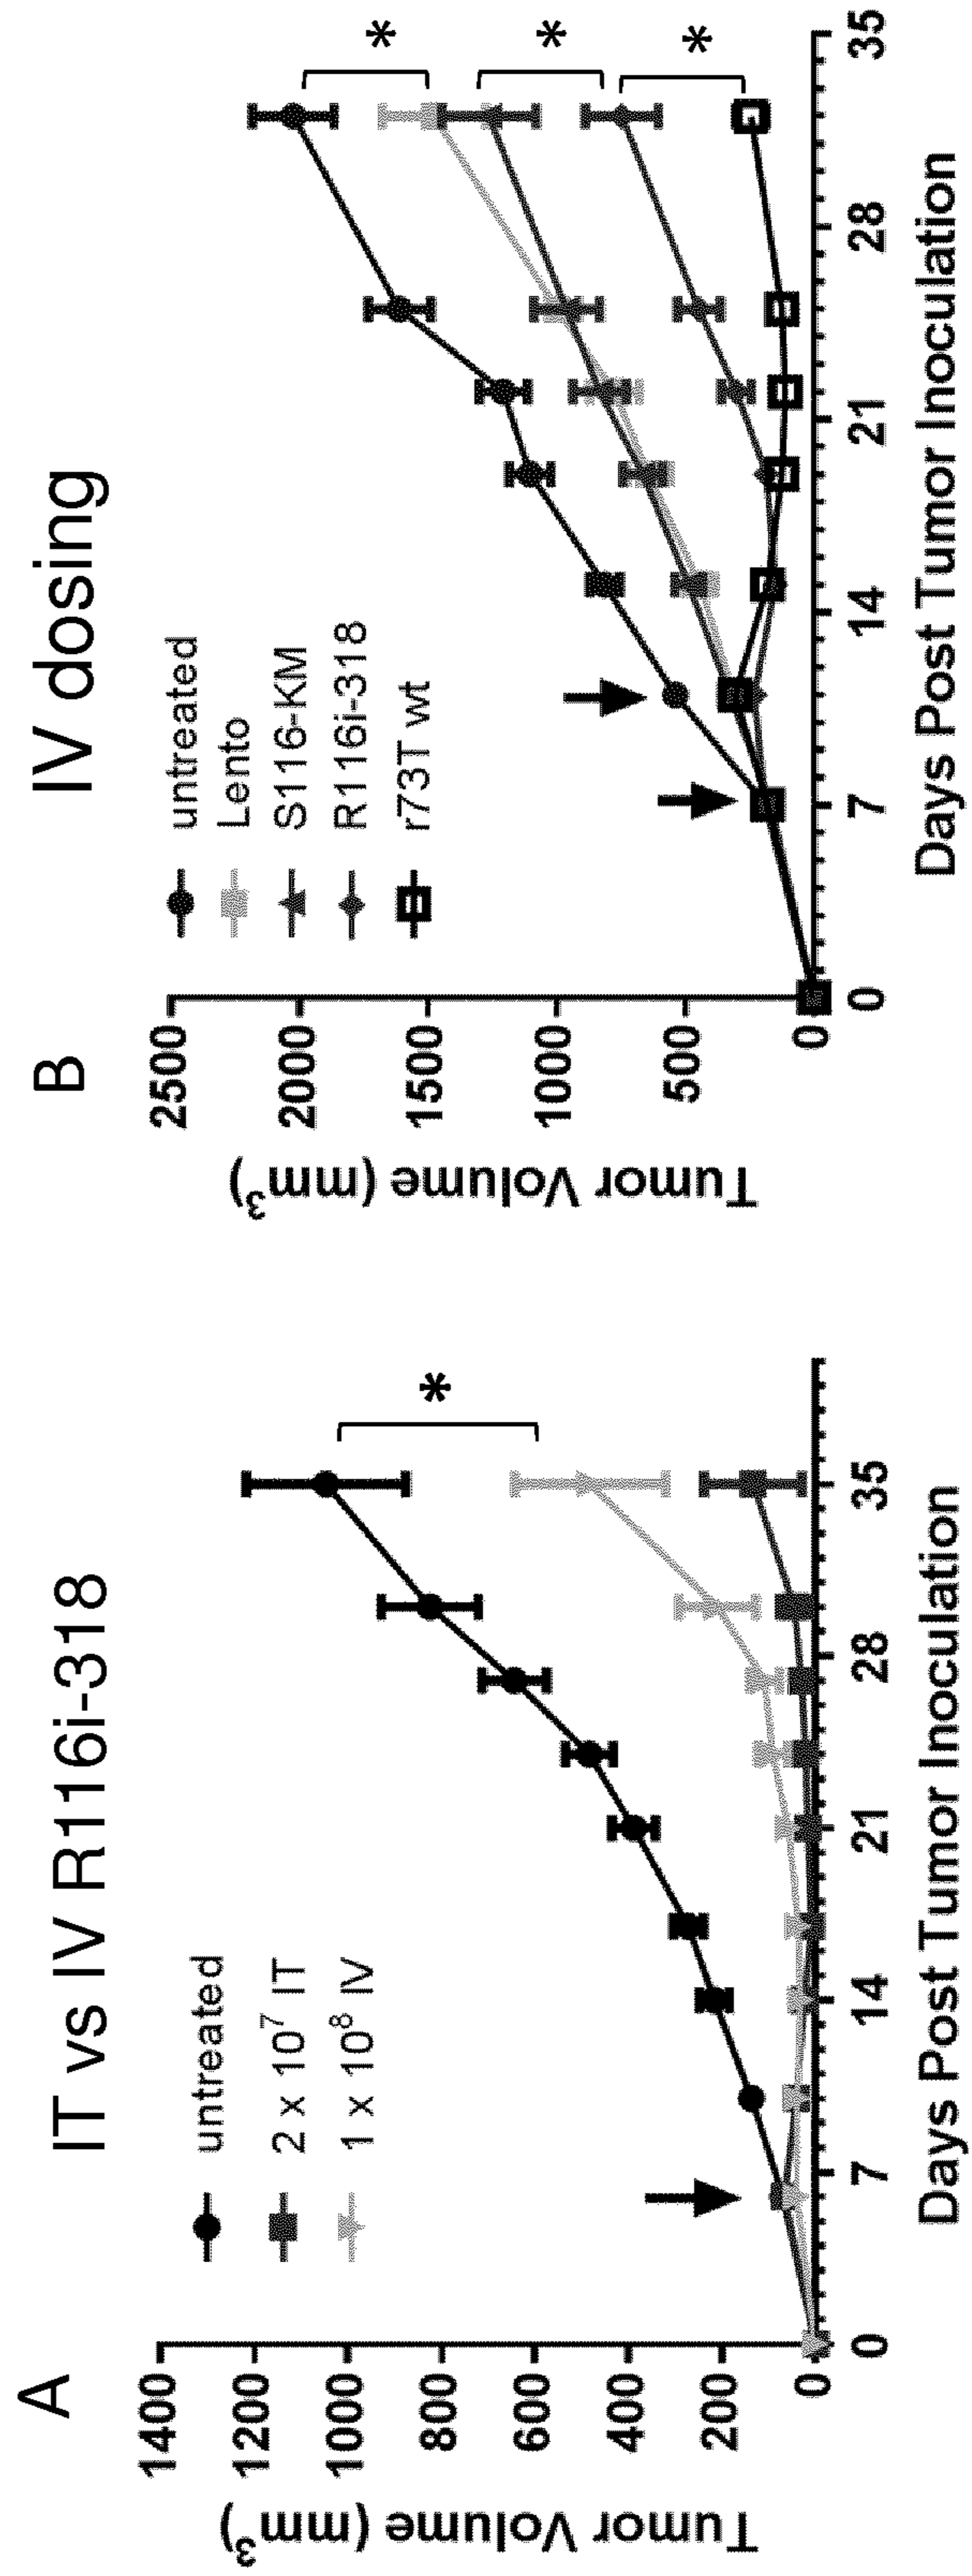 A
IT vs IV R116i-318
Tumor Volume (mm³)
1400
1200
1000
800
600
400
200
0
untreated
2 x 10⁷ IT
1 x 10⁸ IV
*
0 7 14 21 28 35
Days Post Tumor Inoculation
B
IV dosing
Tumor Volume (mm³)
2500
2000
1500
1000
500
0
untreated
Lento
S116-KM
R116i-318
r73T wt
*
*
*
0 7 14 21 28 35
Days Post Tumor Inoculation